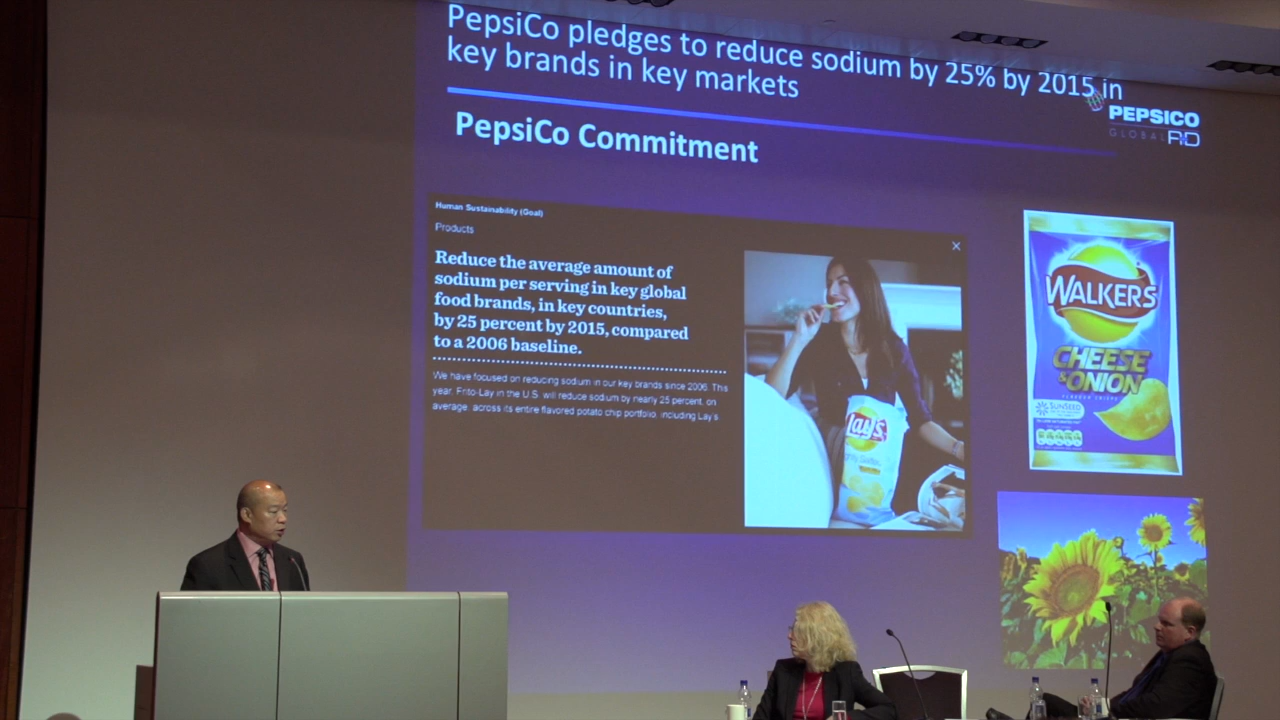 PepsiCo pledges to reduce sodium by 25% by 2015 in
key brands in key markets
PEPSICO
GLOBAL R&D
PepsiCo Commitment
Human Sustainability (Goal)
Products
Reduce the average amount of
sodium per serving in key global
food brands, in key countries,
by 25 percent by 2015, compared
to a 2006 baseline.
We have focused on reducing sodium in our key brands since 2006. This
year, Frito-Lay in the U.S. will reduce sodium by nearly 25 percent, on
average, across its entire flavored potato chip portfolio, including Lay's
Lay's
WALKERS
CHEESE
& ONION
FLAVOUR CRISPS
SUNSEED